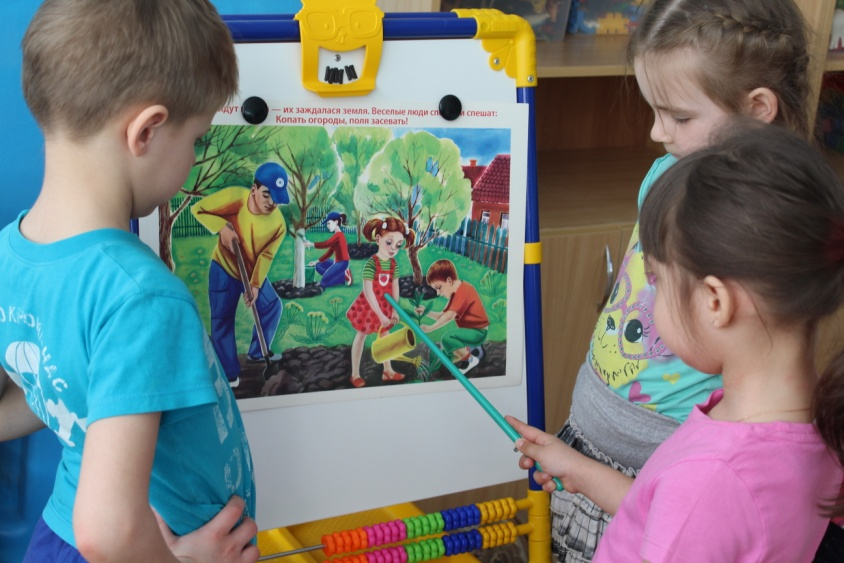 — их заждалася земля. Веселые люди спешат:
Копать огороды, поля засевать!